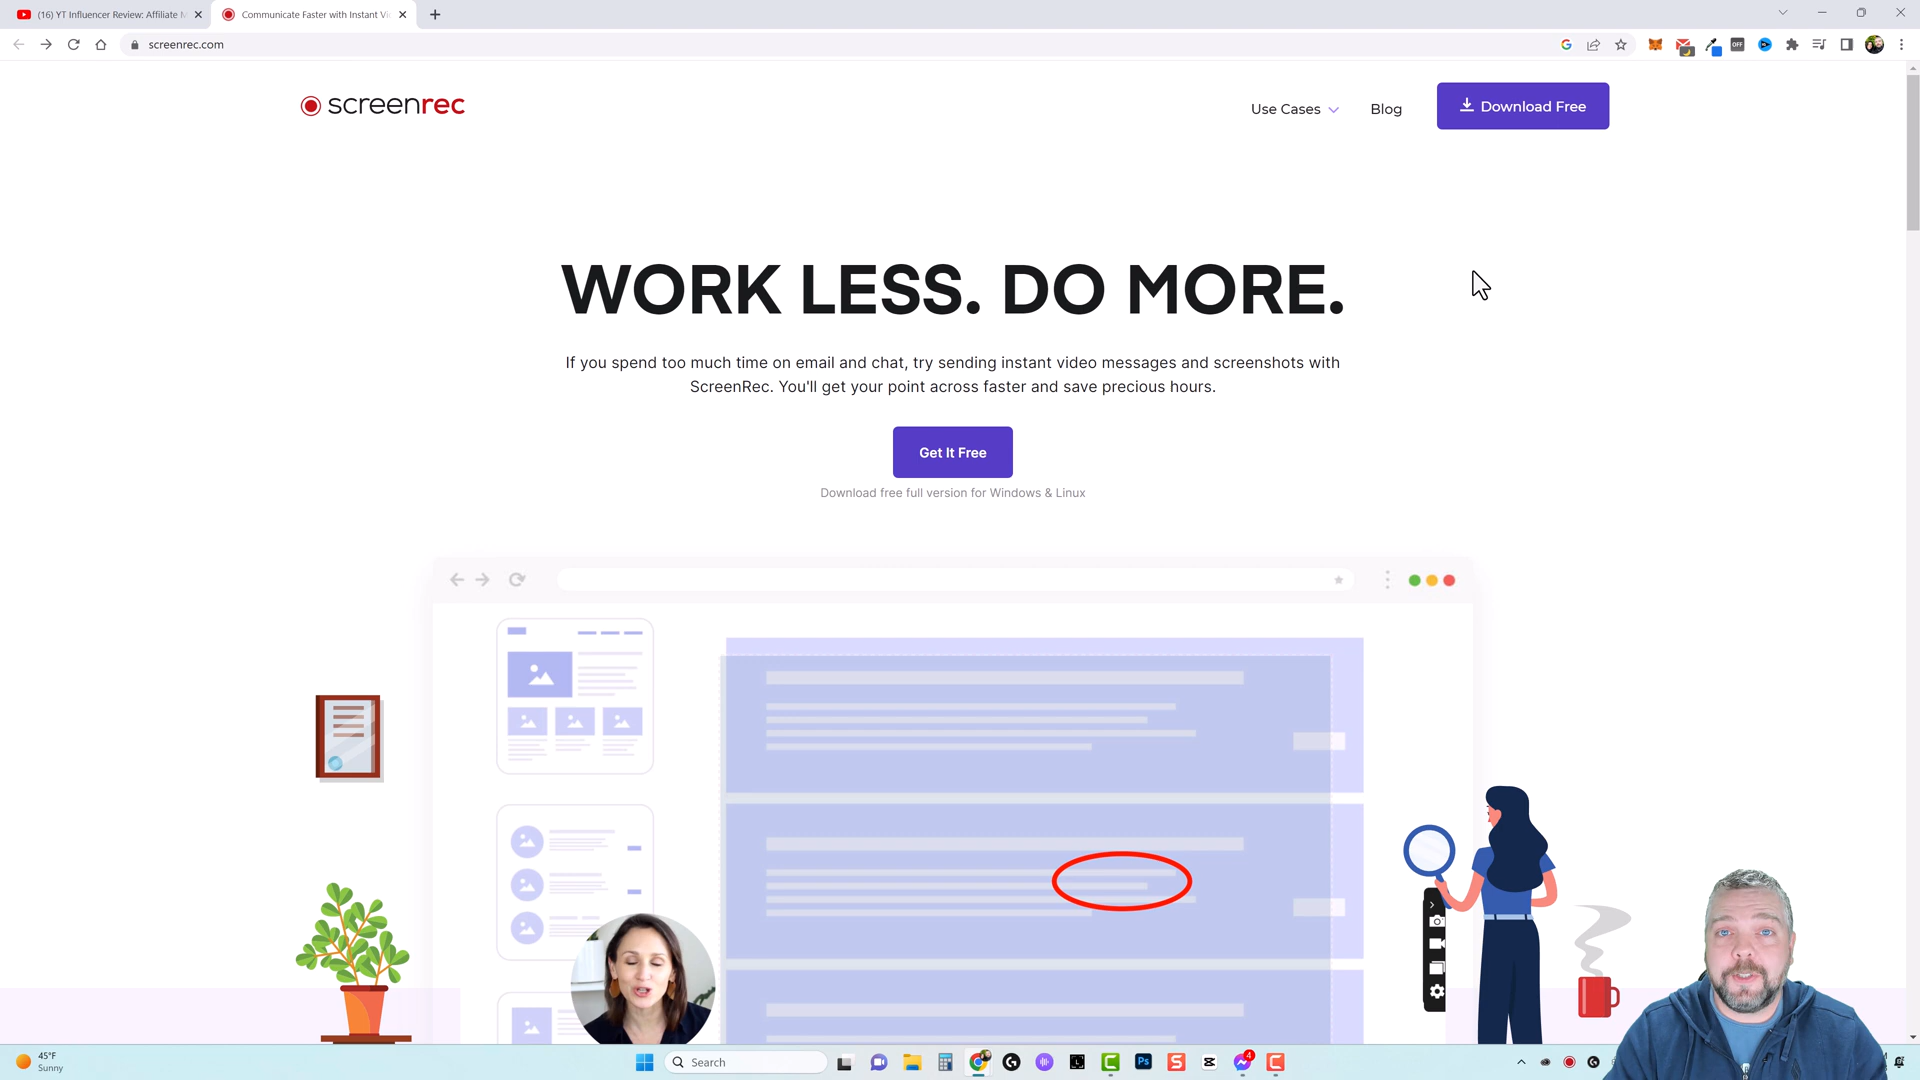 (16) YT Influencer Review: Affiliate M
Communicate Faster with Instant Vi
screenrec.com
OFF
screenrec
Use Cases
Blog
Download Free
WORK LESS. DO MORE.
If you spend too much time on email and chat, try sending instant video messages and screenshots with
ScreenRec. You'll get your point across faster and save precious hours.
Get It Free
Download free full version for Windows & Linux
45°F
Sunny
Search
4